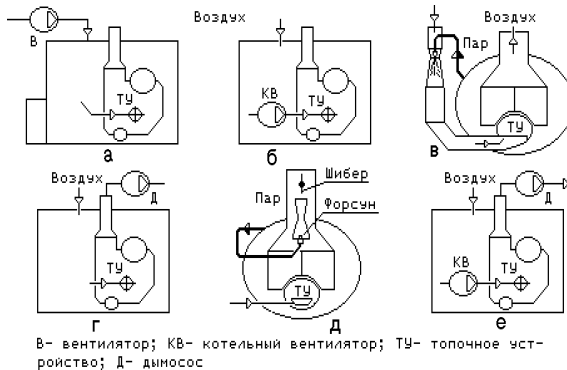 Воздух
В
ТУ
а
КВ
ТУ
б
Пар
Воздух
ТУ
в
Воздух
Д
ТУ
г
Пар
Шибер
Форсун
ТУ
д
Воздух
Д
КВ
ТУ
е
В- вентилятор; КВ- котельный вентилятор; ТУ- топочное уст-
ройство; Д- дымосос